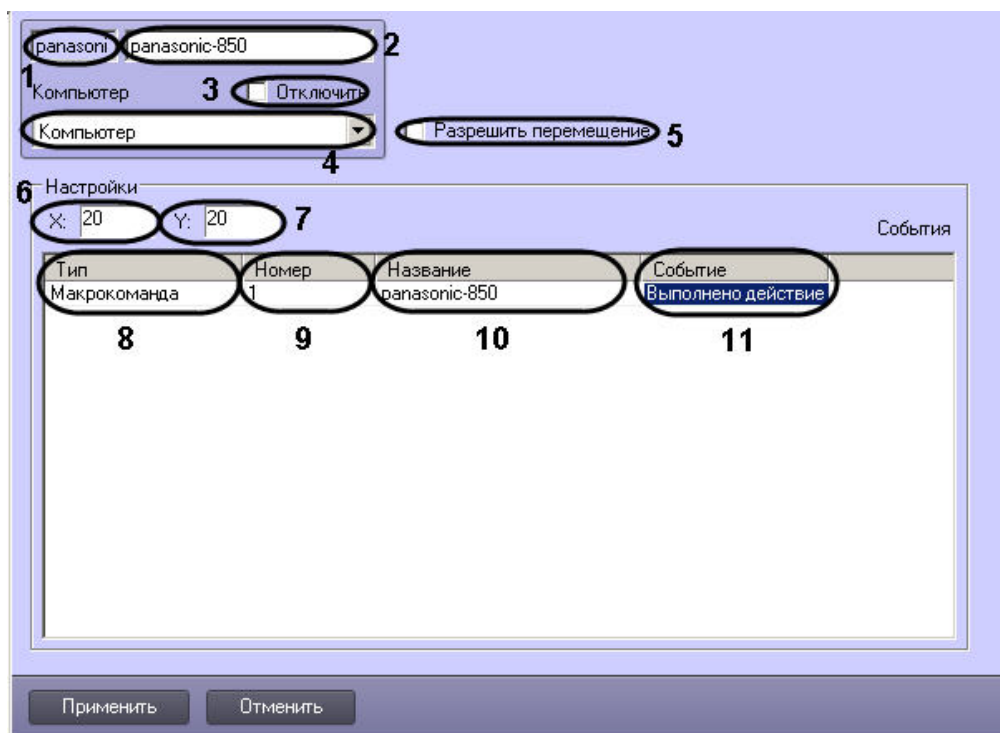 panasoni panasonic-850 2
1 Компьютер 3 Отключить
Компьютер Разрешить перемещение 5
4
6 Настройки
X: 20 Y: 20 7 События
Тип Номер Название Событие
Макрокоманда 1 panasonic-850 Выполнено действие
8 9 10 11
Применить Отменить